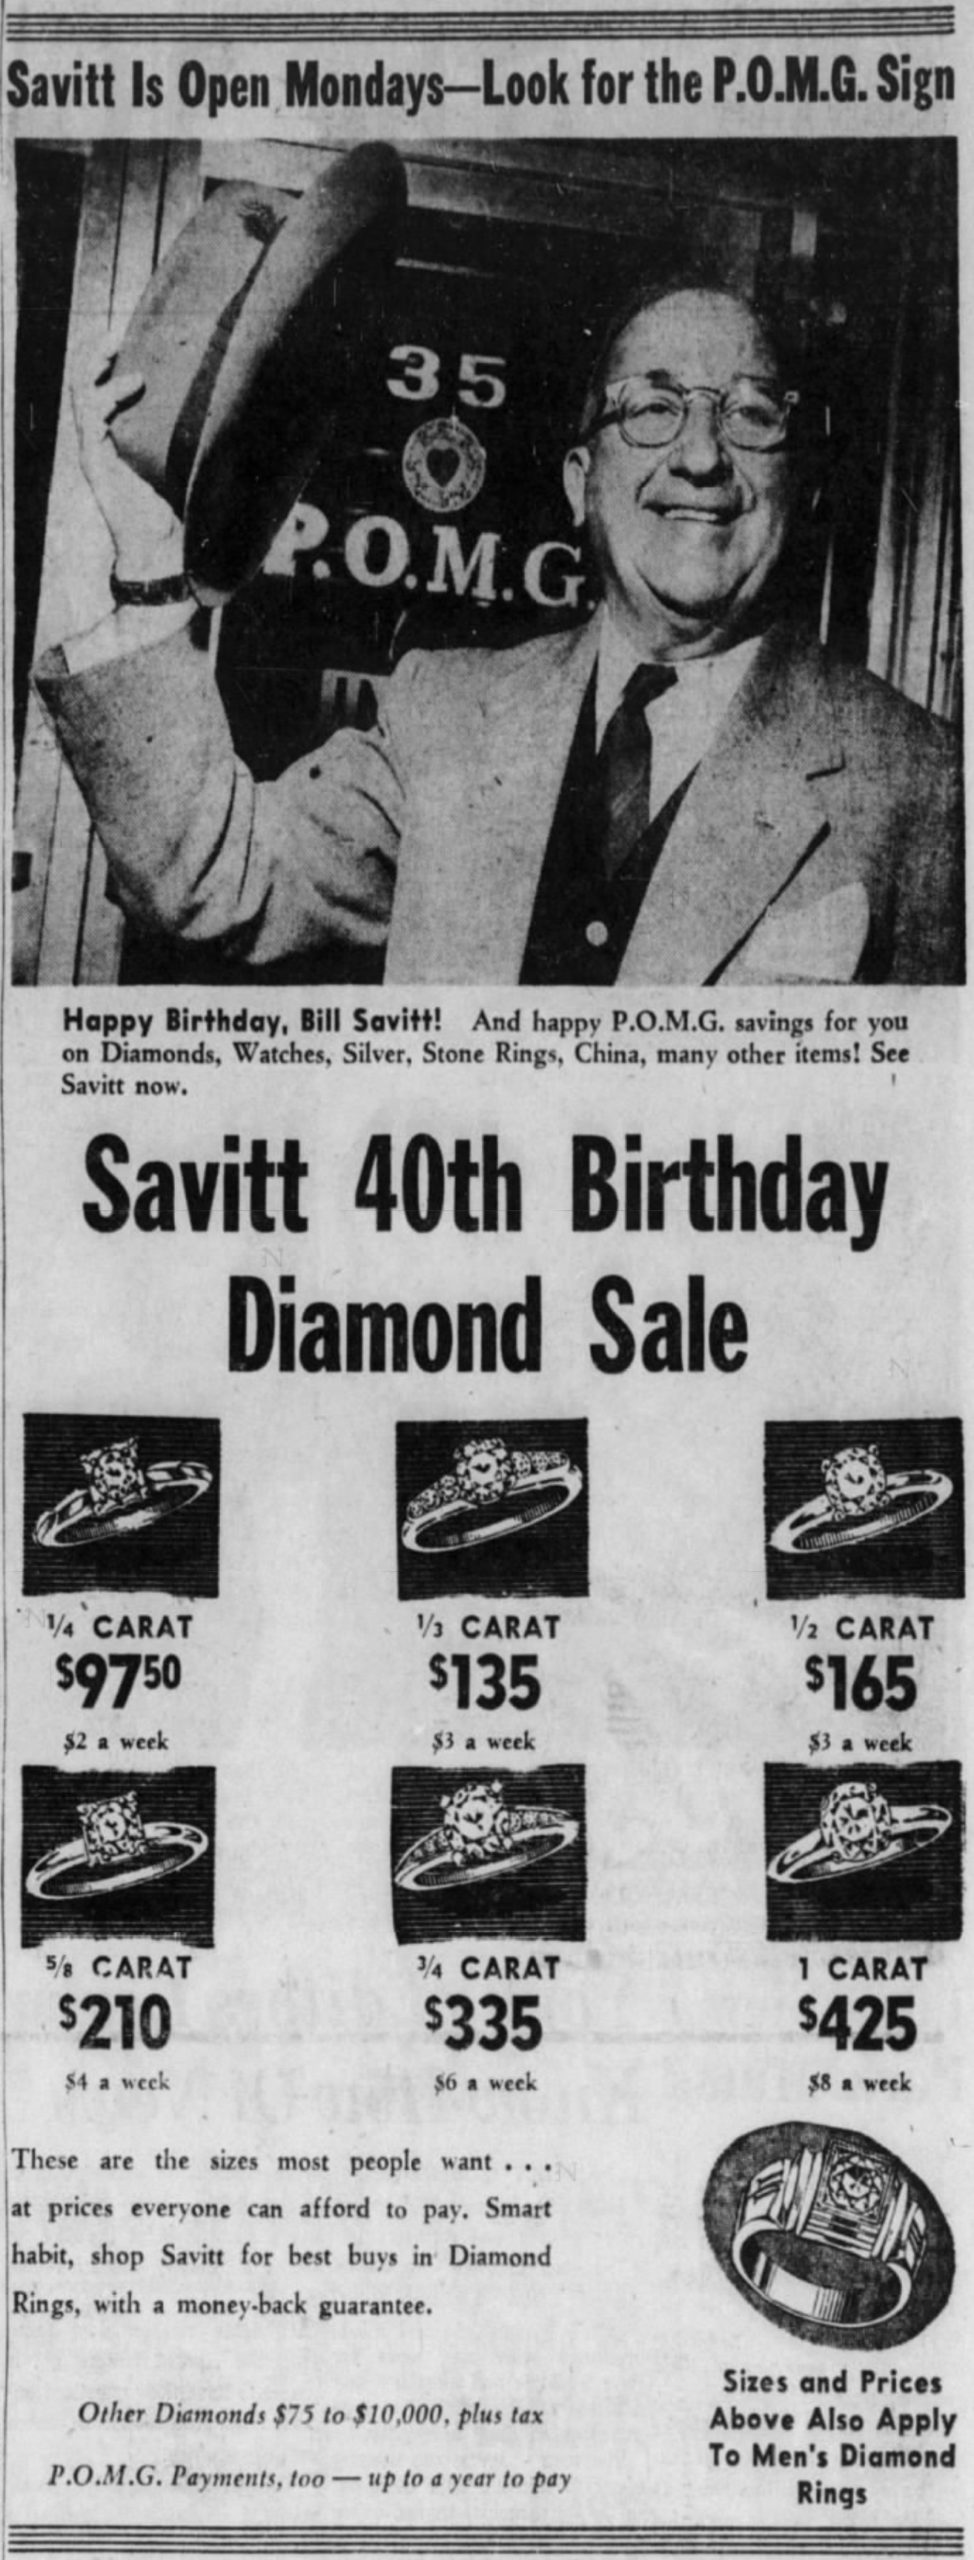 Savitt Is Open Mondays—Look for the P.O.M.G. Sign
35
P.O.M.G.
Happy Birthday, Bill Savitt! And happy P.O.M.G. savings for you
on Diamonds, Watches, Silver, Stone Rings, China, many other items! See
Savitt now.
Savitt 40th Birthday
Diamond Sale
1/4 CARAT
$97.50
$2 a week
1/3 CARAT
$135
$3 a week
1/2 CARAT
$165
$3 a week
5/8 CARAT
$210
$4 a week
3/4 CARAT
$335
$6 a week
1 CARAT
$425
$8 a week
These are the sizes most people want . . .
at prices everyone can afford to pay. Smart
habit, shop Savitt for best buys in Diamond
Rings, with a money-back guarantee.
Other Diamonds $75 to $10,000, plus tax
P.O.M.G. Payments, too — up to a year to pay
Sizes and Prices
Above Also Apply
To Men's Diamond
Rings